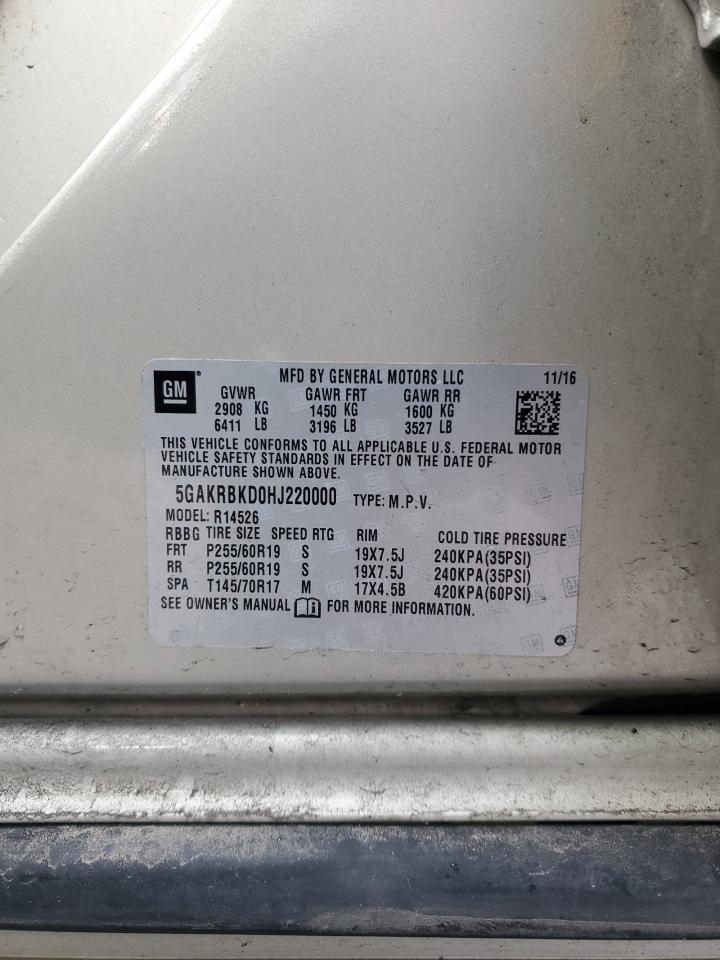 GM ® MFD BY GENERAL MOTORS LLC 11/16
GVWR GAWR FRT GAWR RR
2908 KG 1450 KG 1600 KG
6411 LB 3196 LB 3527 LB
THIS VEHICLE CONFORMS TO ALL APPLICABLE U.S. FEDERAL MOTOR
VEHICLE SAFETY STANDARDS IN EFFECT ON THE DATE OF
MANUFACTURE SHOWN ABOVE.
5GAKRBKD0HJ220000 TYPE: M.P.V.
MODEL: R14526
RBBG TIRE SIZE SPEED RTG RIM COLD TIRE PRESSURE
FRT P255/60R19 S 19X7.5J 240KPA(35PSI)
RR P255/60R19 S 19X7.5J 240KPA(35PSI)
SPA T145/70R17 M 17X4.5B 420KPA(60PSI)
SEE OWNER'S MANUAL FOR MORE INFORMATION.